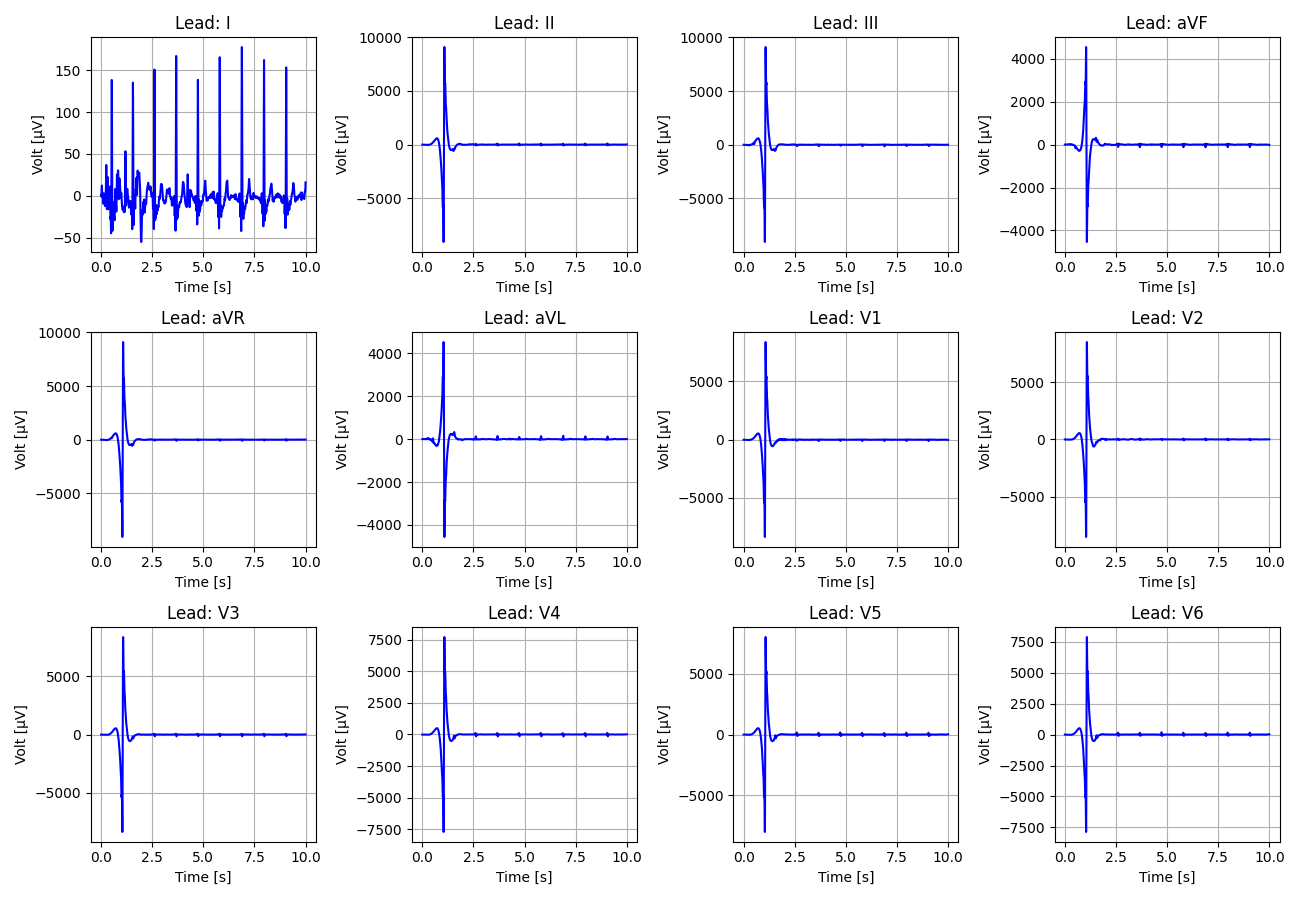 Lead: I
Lead: II
Lead: III
Lead: aVF
Volt [µV]
150
100
50
0
−50
0.0 2.5 5.0 7.5 10.0
Time [s]
Volt [µV]
10000
5000
0
−5000
0.0 2.5 5.0 7.5 10.0
Time [s]
Volt [µV]
10000
5000
0
−5000
0.0 2.5 5.0 7.5 10.0
Time [s]
Volt [µV]
4000
2000
0
−2000
−4000
0.0 2.5 5.0 7.5 10.0
Time [s]
Lead: aVR
Lead: aVL
Lead: V1
Lead: V2
Volt [µV]
10000
5000
0
−5000
0.0 2.5 5.0 7.5 10.0
Time [s]
Volt [µV]
4000
2000
0
−2000
−4000
0.0 2.5 5.0 7.5 10.0
Time [s]
Volt [µV]
5000
0
−5000
0.0 2.5 5.0 7.5 10.0
Time [s]
Volt [µV]
5000
0
−5000
0.0 2.5 5.0 7.5 10.0
Time [s]
Lead: V3
Lead: V4
Lead: V5
Lead: V6
Volt [µV]
5000
0
−5000
0.0 2.5 5.0 7.5 10.0
Time [s]
Volt [µV]
7500
5000
2500
0
−2500
−5000
−7500
0.0 2.5 5.0 7.5 10.0
Time [s]
Volt [µV]
5000
0
−5000
0.0 2.5 5.0 7.5 10.0
Time [s]
Volt [µV]
7500
5000
2500
0
−2500
−5000
−7500
0.0 2.5 5.0 7.5 10.0
Time [s]